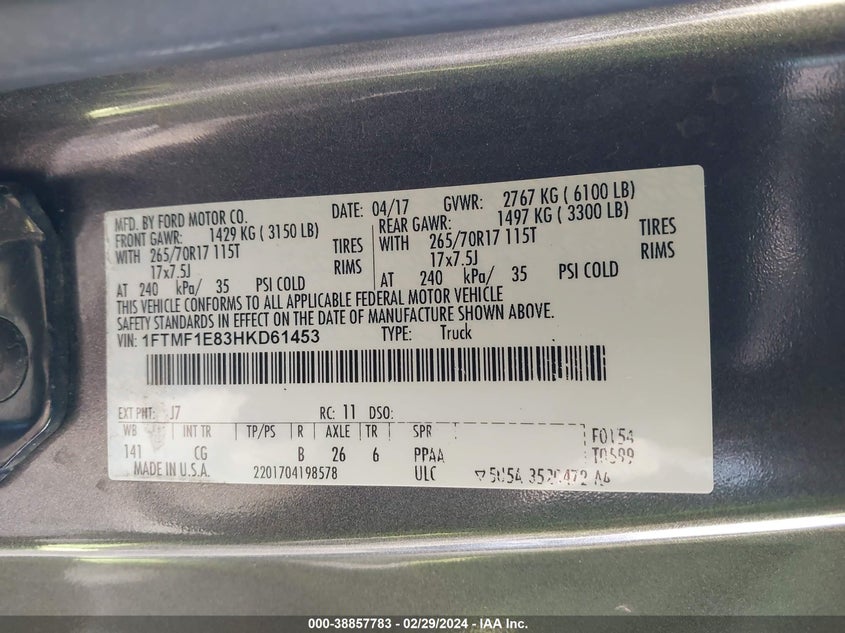 MFD. BY FORD MOTOR CO. DATE: 04/17 GVWR: 2767 KG ( 6100 LB)
FRONT GAWR: 1429 KG ( 3150 LB) REAR GAWR: 1497 KG ( 3300 LB)
WITH 265/70R17 115T TIRES WITH 265/70R17 115T TIRES
17x7.5J RIMS 17x7.5J RIMS
AT 240 kPa/ 35 PSI COLD AT 240 kPa/ 35 PSI COLD
THIS VEHICLE CONFORMS TO ALL APPLICABLE FEDERAL MOTOR VEHICLE
SAFETY STANDARDS IN EFFECT ON THE DATE OF MANUFACTURE SHOWN ABOVE.
VIN: 1FTMF1E83HKD61453 TYPE: Truck
EXT PNT: J7 RC: 11 DSO:
WB INT TR TP/PS R AXLE TR SPR
141 CG B 26 6 PPAA
MADE IN U.S.A. 2201704198578 ULC
000-38857783 - 02/29/2024 - IAA Inc.